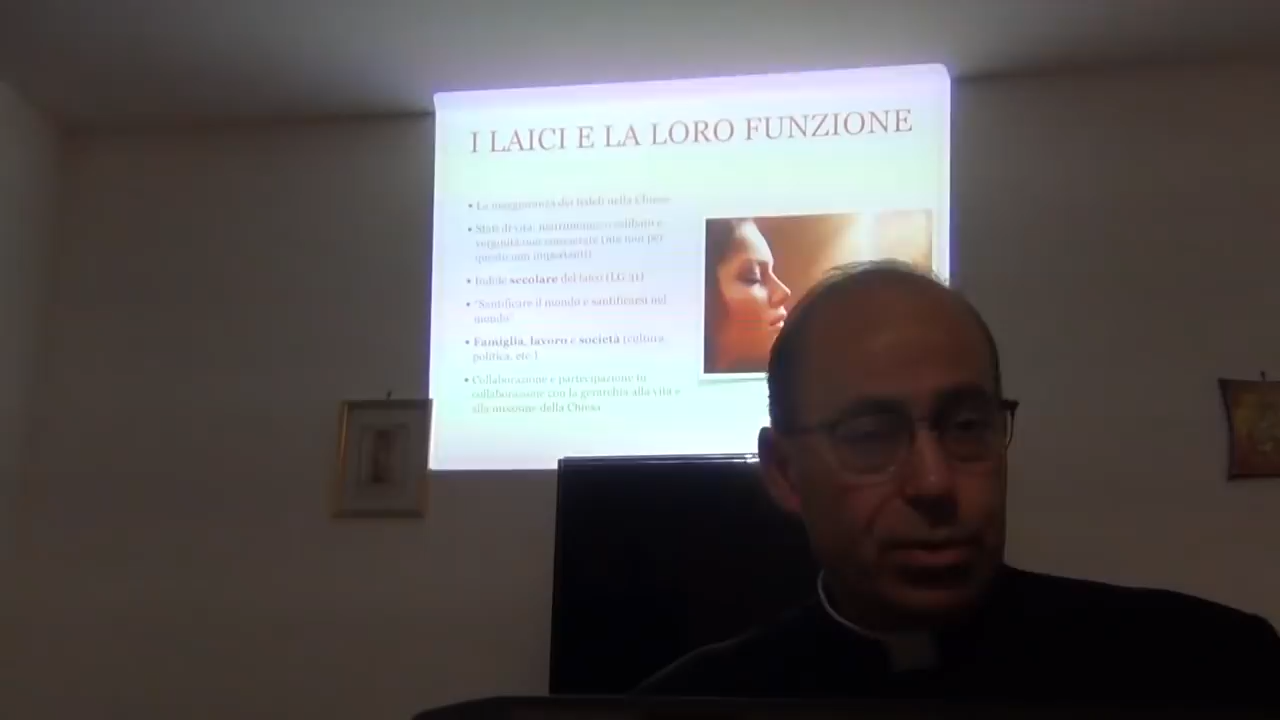 I LAICI E LA LORO FUNZIONE
• La maggioranza dei fedeli nella Chiesa
• Stati di vita: matrimonio o celibato e
verginità non consacrate (ma non per
questo non importanti)
• Indole secolare dei laici (LG 31)
• "Santificare il mondo e santificarsi nel
mondo"
• Famiglia, lavoro e società (cultura,
politica, etc.)
• Collaborazione e partecipazione in
collaborazione con la gerarchia alla vita e
alla missione della Chiesa